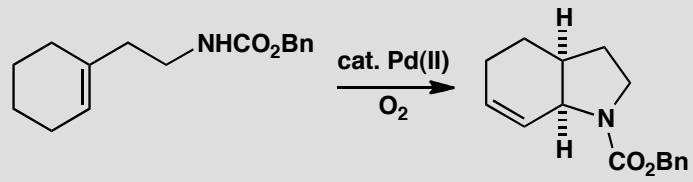 NHCO₂Bn
cat. Pd(II)
O₂
H
N
H
CO₂Bn